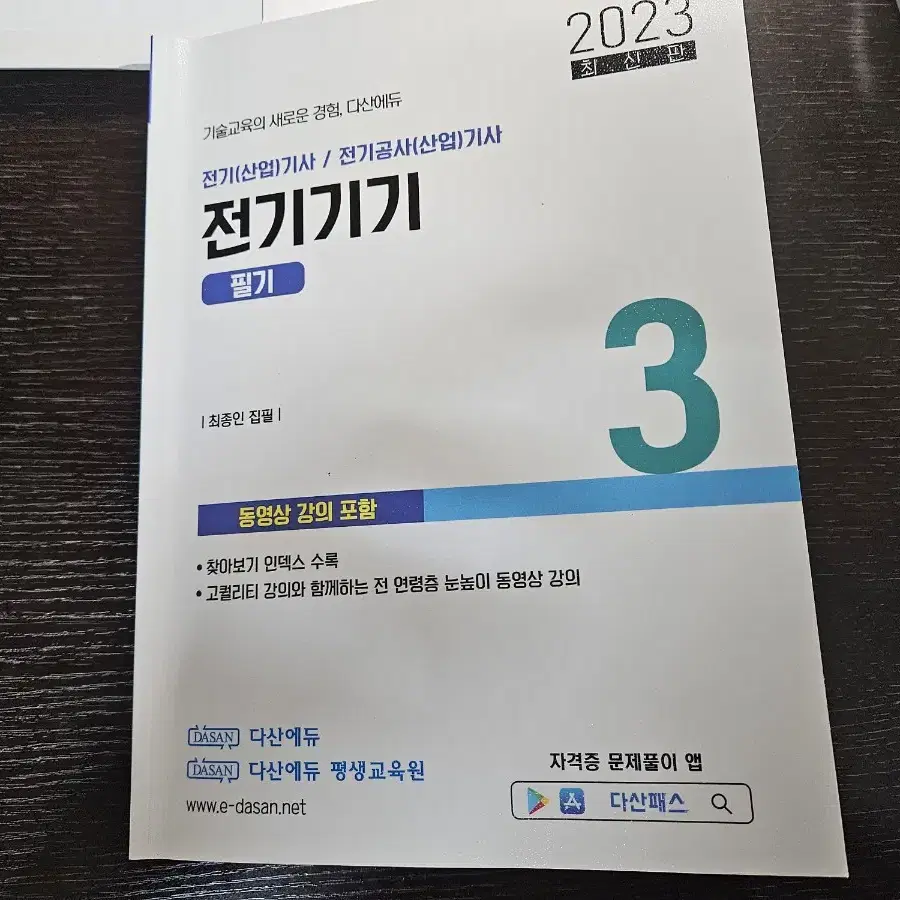 2023
최신판
기술교육의 새로운 경험, 다산에듀
전기(산업)기사 / 전기공사(산업)기사
전기기기
필기
3
| 최종인 집필 |
동영상 강의 포함
• 찾아보기 인덱스 수록
• 고퀄리티 강의와 함께하는 전 연령층 눈높이 동영상 강의
DASAN 다산에듀
DASAN 다산에듀 평생교육원
www.e-dasan.net
자격증 문제풀이 앱
다산패스